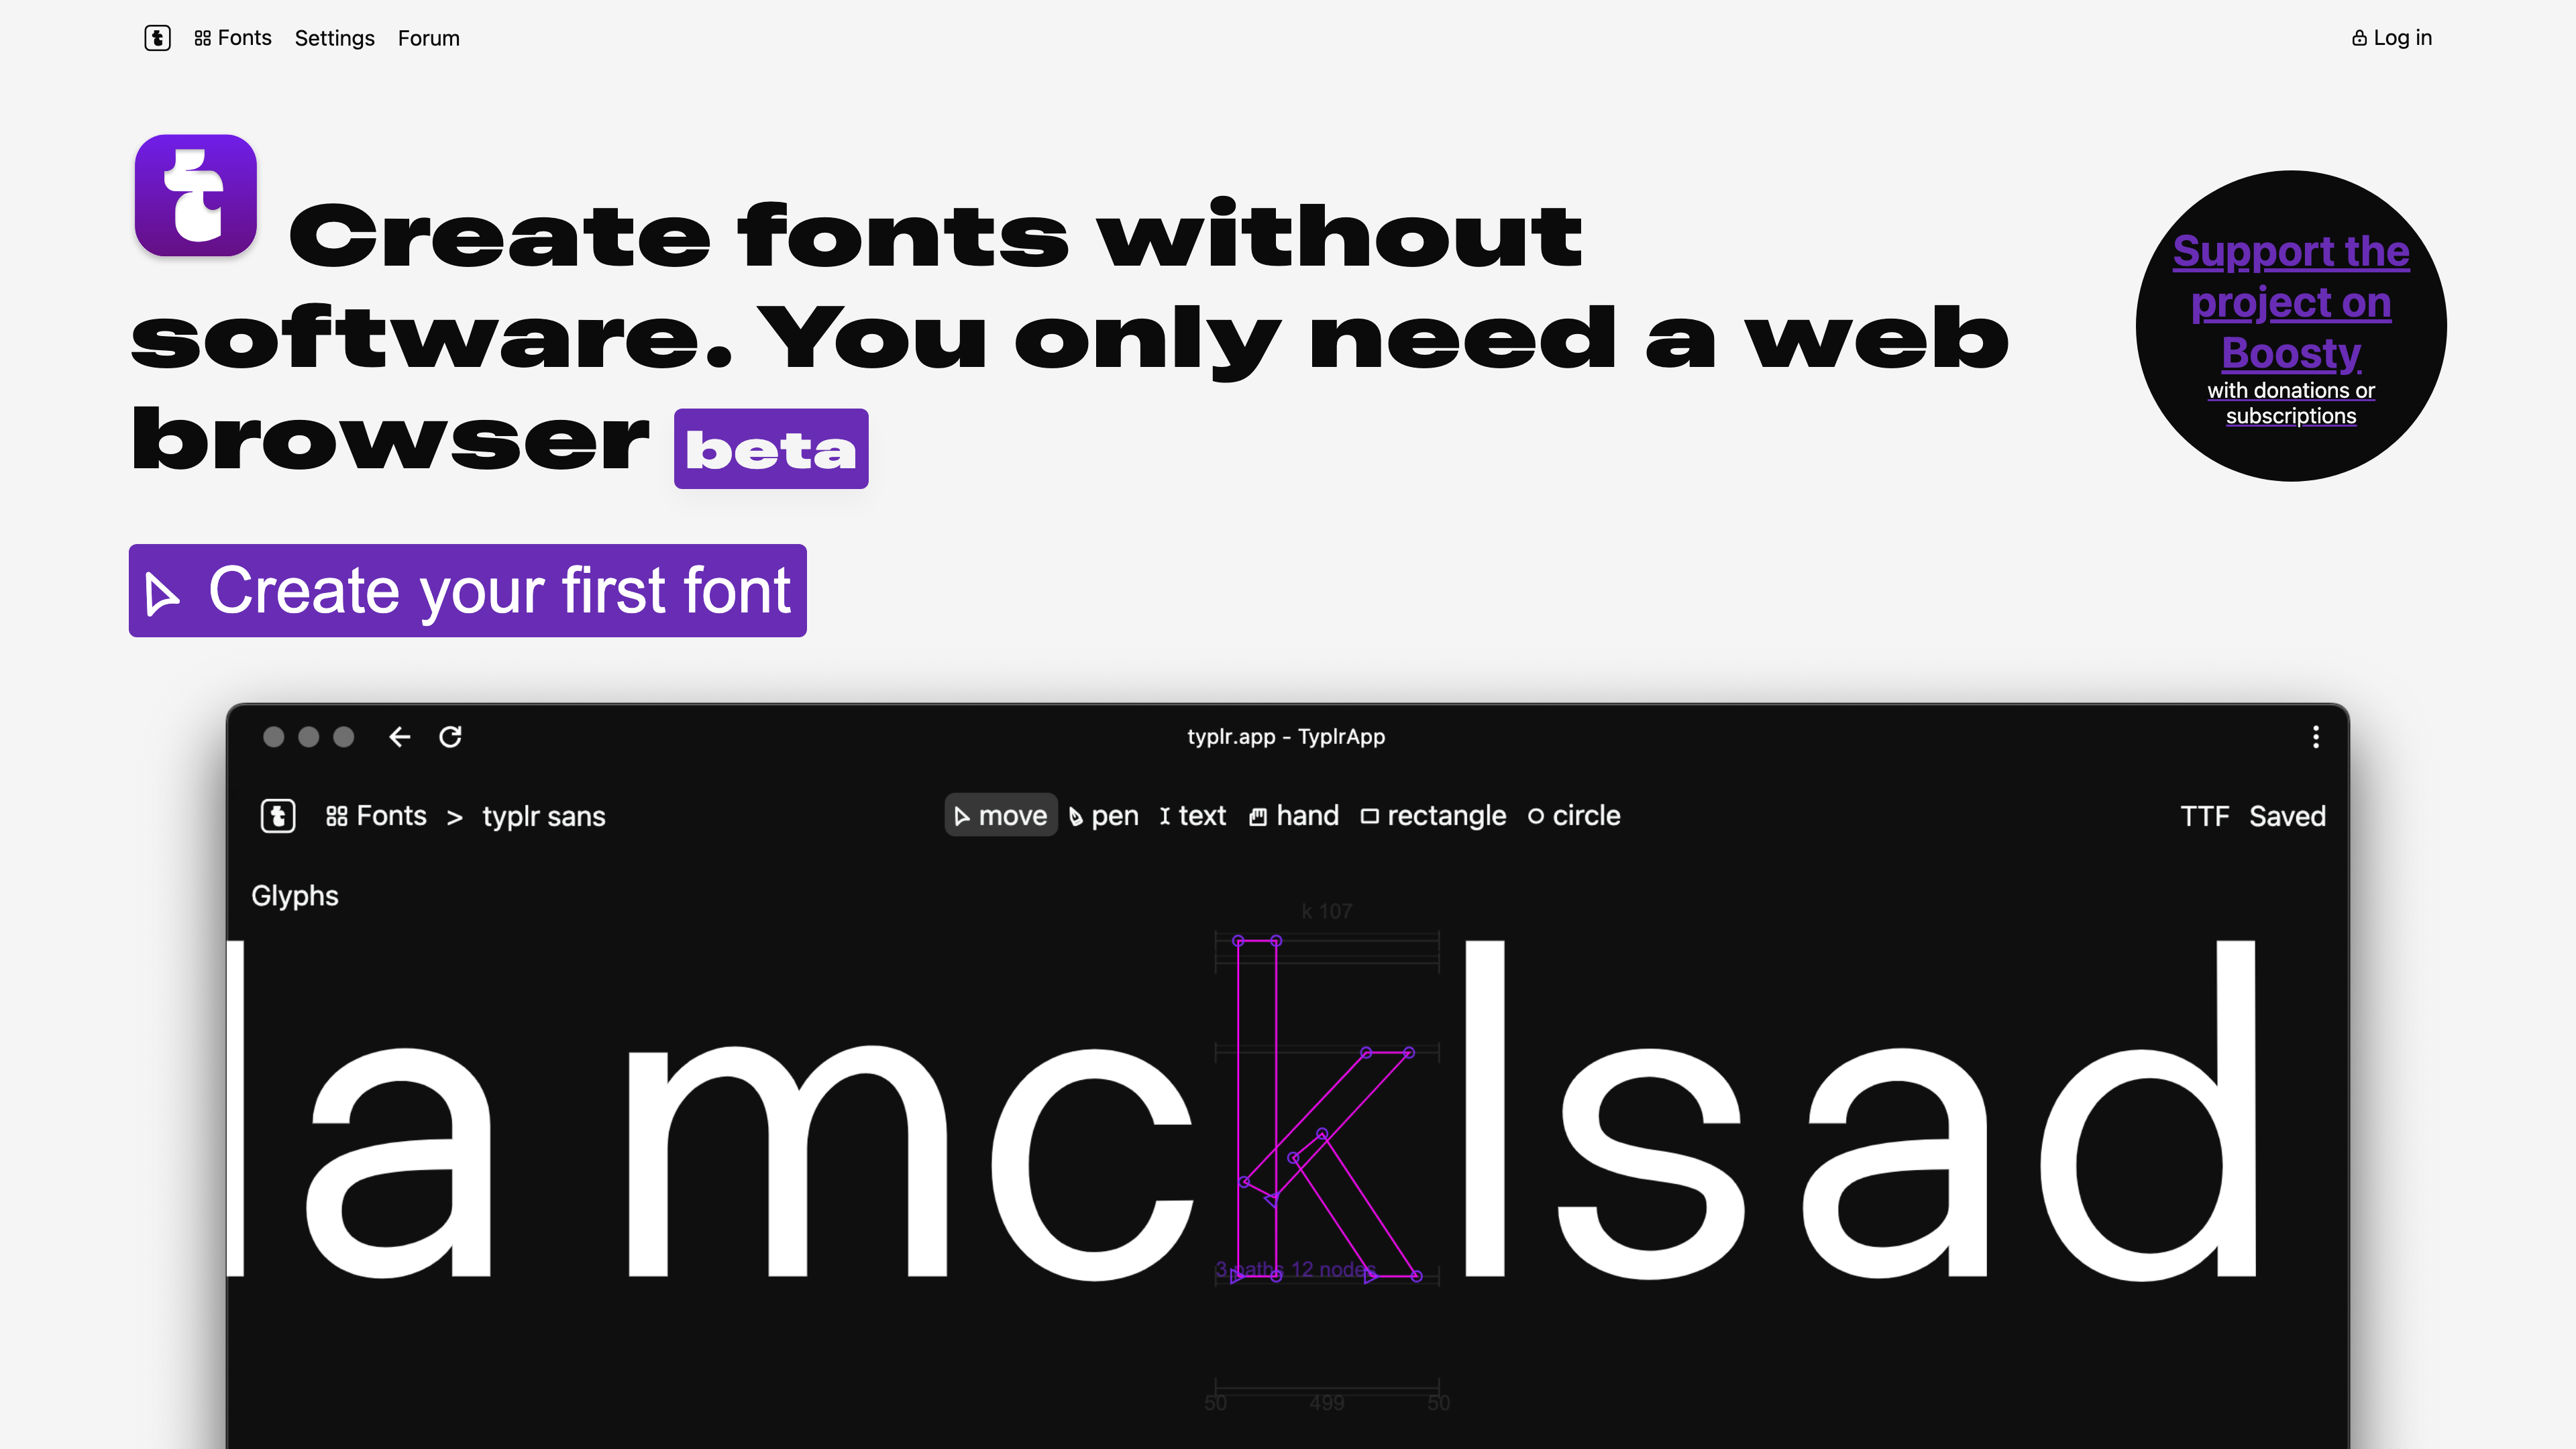 Fonts Settings Forum Log in
Create fonts without
software. You only need a web
browser beta
Support the
project on
Boosty
with donations or
subscriptions
Create your first font
typlr.app - TyplrApp
Fonts > typlr sans move pen text hand rectangle circle TTF Saved
Glyphs
k 107
la mcklsad
3 paths 12 nodes
50 499 50